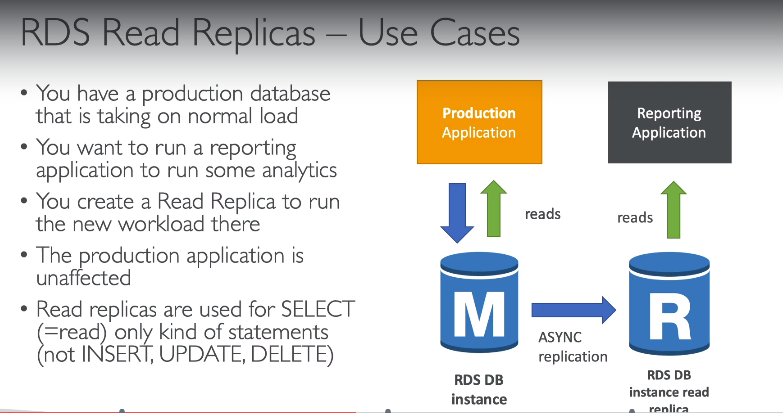 RDS Read Replicas – Use Cases
• You have a production database
that is taking on normal load
• You want to run a reporting
application to run some analytics
• You create a Read Replica to run
the new workload there
• The production application is
unaffected
• Read replicas are used for SELECT
(=read) only kind of statements
(not INSERT, UPDATE, DELETE)
Production
Application
Reporting
Application
reads
reads
M
R
ASYNC
replication
RDS DB
instance
RDS DB
instance read
replica